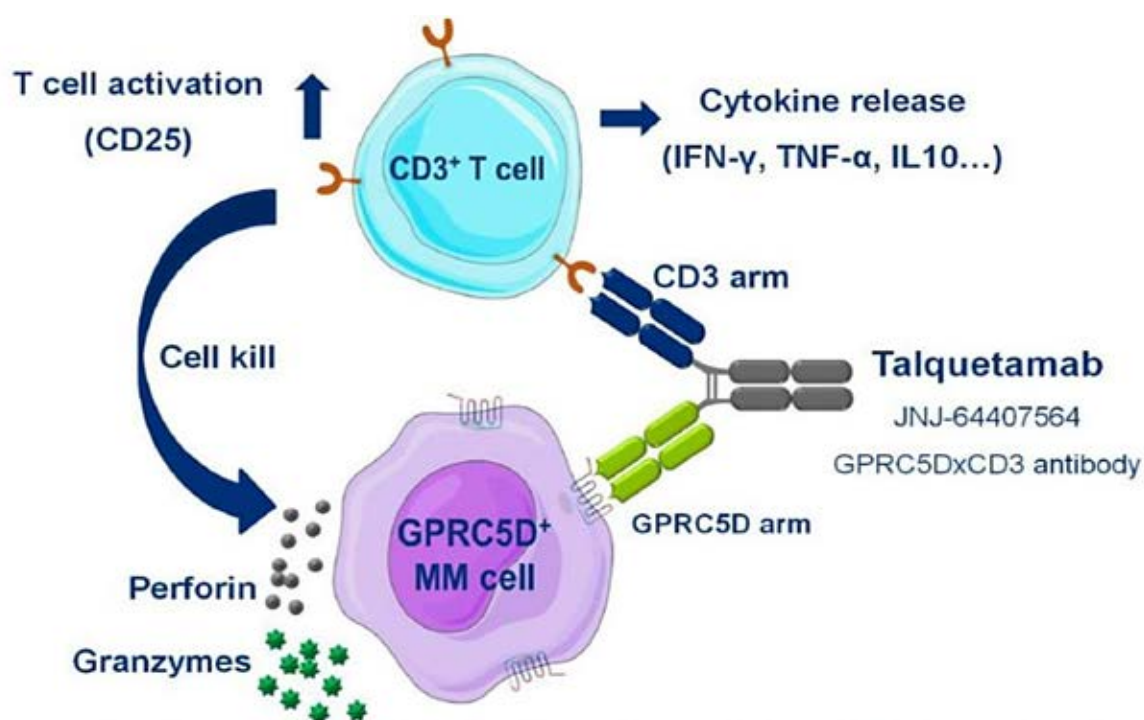 T cell activation
(CD25)
CD3⁺ T cell
Cytokine release
(IFN-γ, TNF-α, IL10...)
CD3 arm
Cell kill
Talquetamab
JNJ-64407564
GPRC5DxCD3 antibody
GPRC5D arm
GPRC5D⁺
MM cell
Perforin
Granzymes